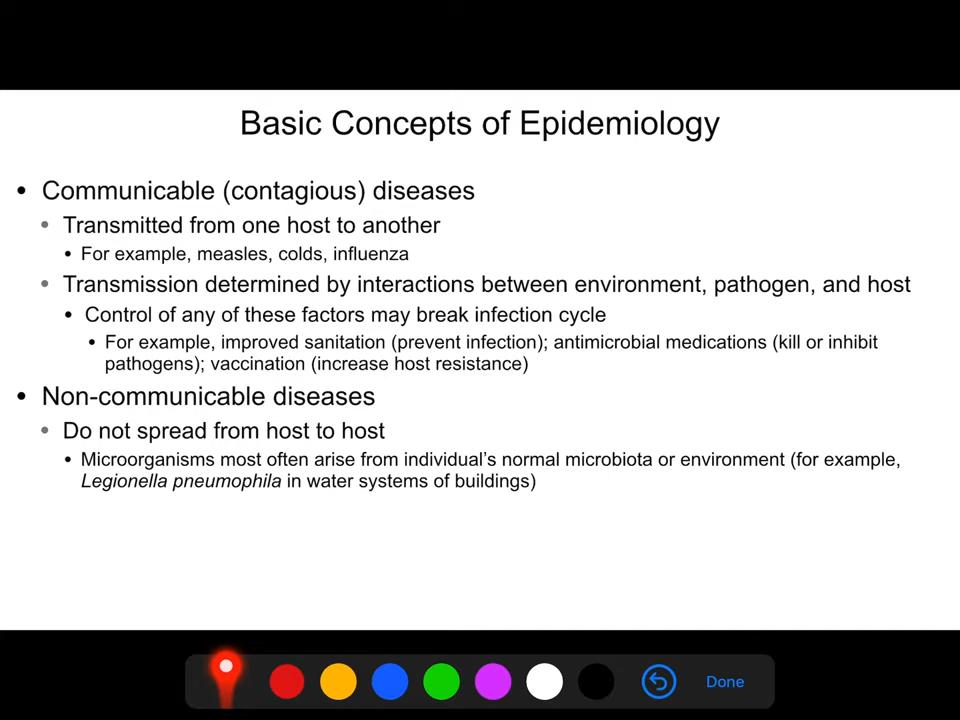 Basic Concepts of Epidemiology
• Communicable (contagious) diseases
• Transmitted from one host to another
• For example, measles, colds, influenza
• Transmission determined by interactions between environment, pathogen, and host
• Control of any of these factors may break infection cycle
• For example, improved sanitation (prevent infection); antimicrobial medications (kill or inhibit
pathogens); vaccination (increase host resistance)
• Non-communicable diseases
• Do not spread from host to host
• Microorganisms most often arise from individual’s normal microbiota or environment (for example,
Legionella pneumophila in water systems of buildings)
Done